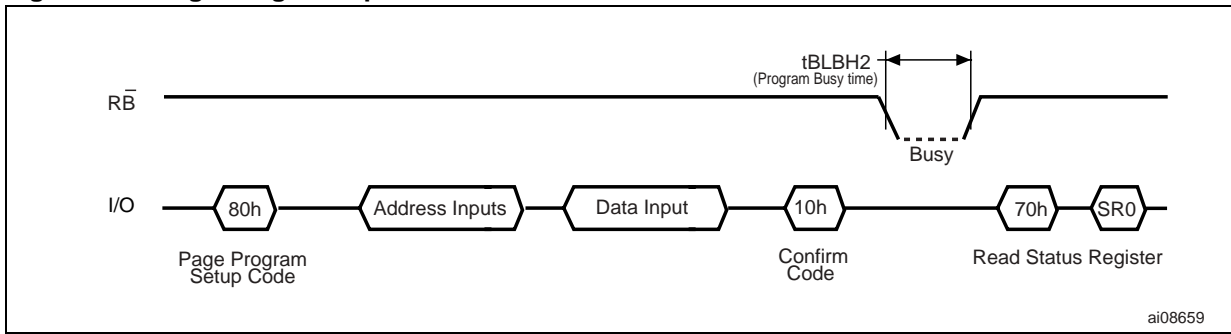 tBLBH2
(Program Busy time)
RB̅
Busy
I/O
80h
Address Inputs
Data Input
10h
70h
SR0
Page Program
Setup Code
Confirm
Code
Read Status Register
ai08659